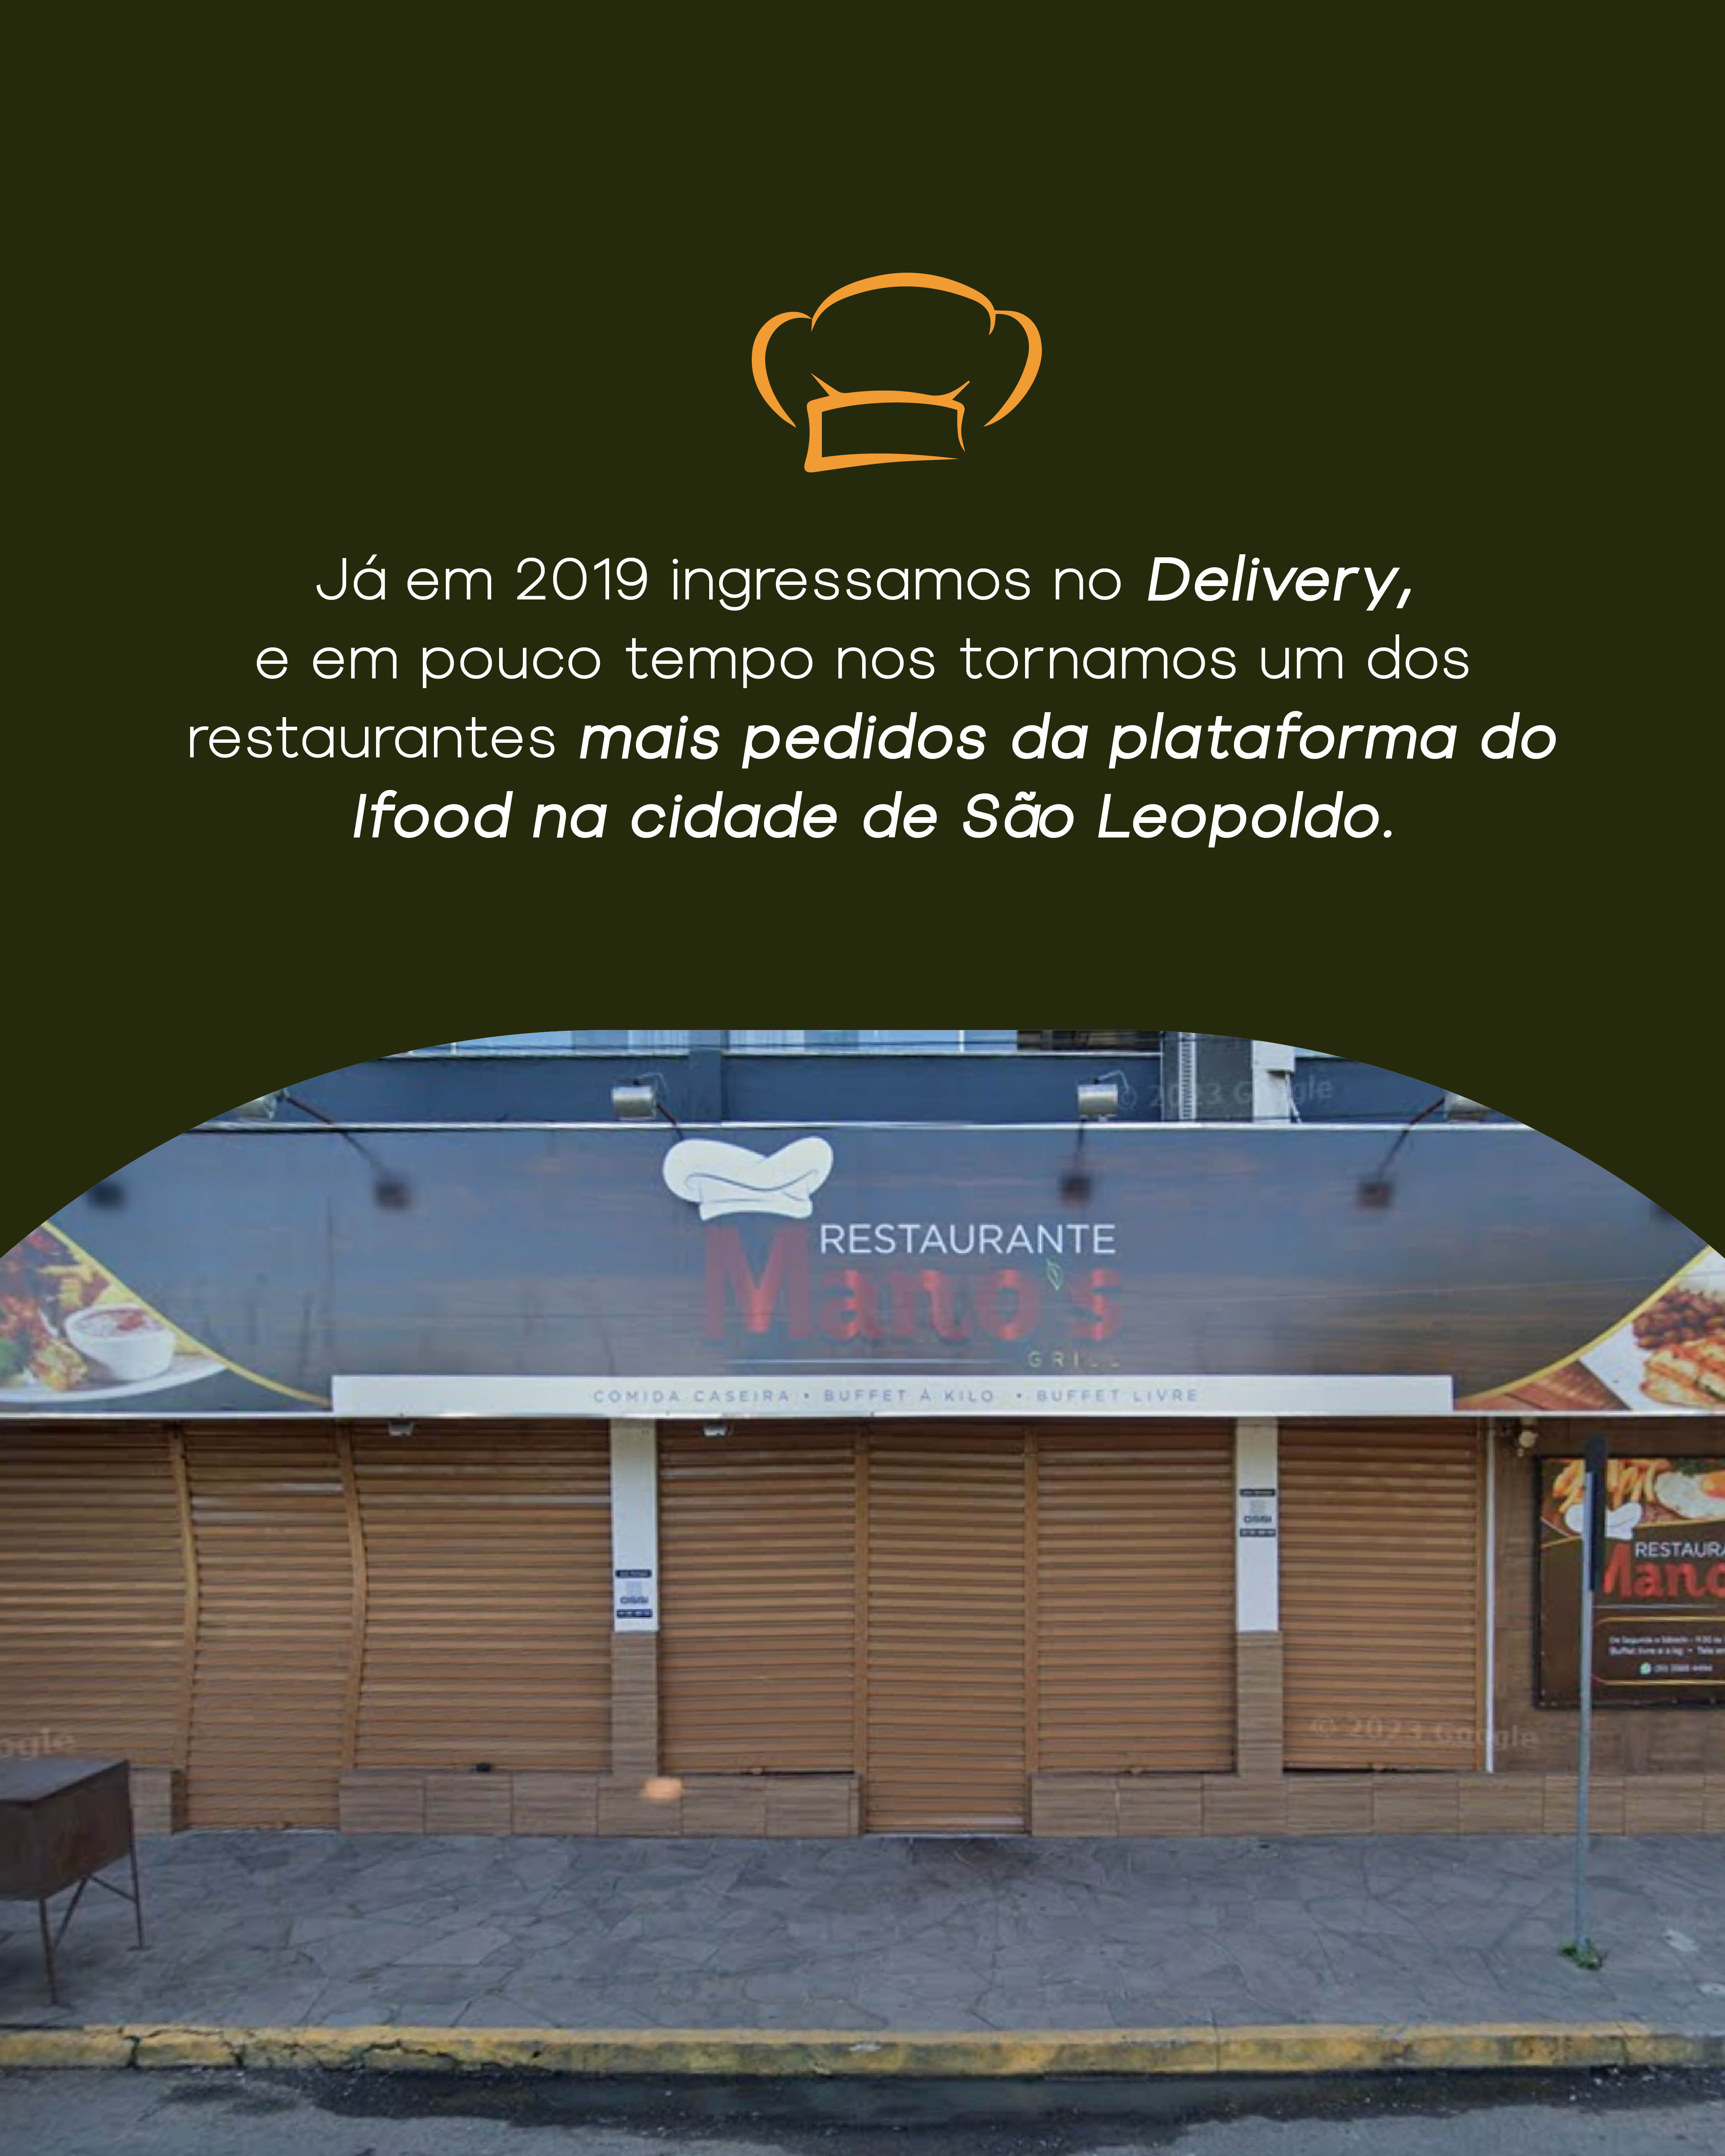 Já em 2019 ingressamos no Delivery,
e em pouco tempo nos tornamos um dos
restaurantes mais pedidos da plataforma do
Ifood na cidade de São Leopoldo.
© 2023 Google
RESTAURANTE
Mano's
GRILL
COMIDA CASEIRA • BUFFET À KILO • BUFFET LIVRE
RESTAURA
Mano
© 2023 Google
ogle